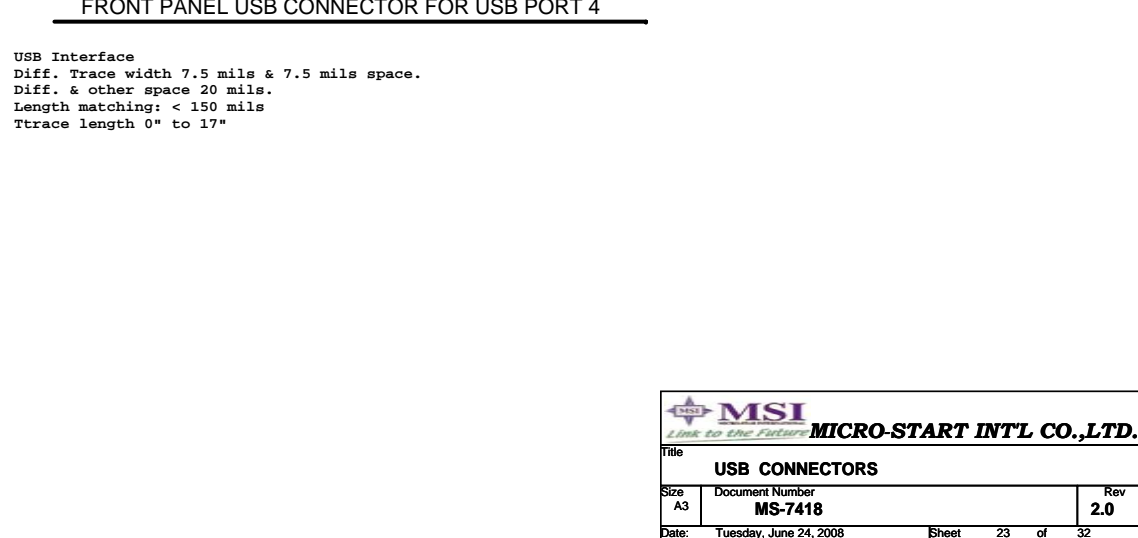 FRONT PANEL USB CONNECTOR FOR USB PORT 4
USB Interface
Diff. Trace width 7.5 mils & 7.5 mils space.
Diff. & other space 20 mils.
Length matching: < 150 mils
Ttrace length 0" to 17"
MSI MSI
Link to the Future MICRO-START INT'L CO.,LTD.
Title
USB CONNECTORS
Size Document Number Rev
A3 MS-7418 2.0
Date: Tuesday, June 24, 2008 Sheet 23 of 32